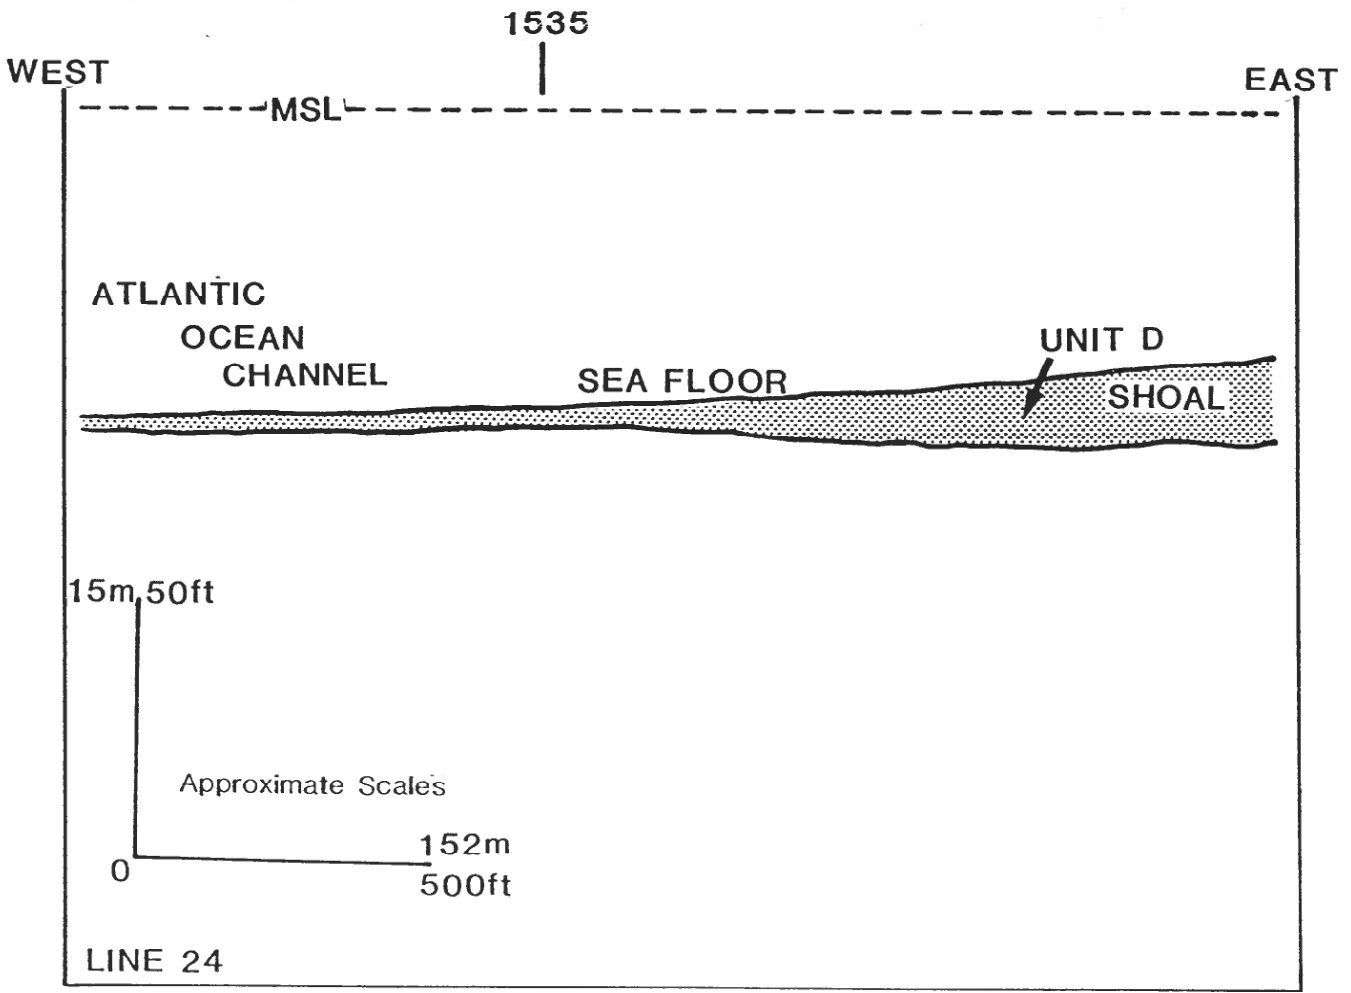 1535
WEST
EAST
MSL
ATLANTIC
OCEAN
CHANNEL
SEA FLOOR
UNIT D
SHOAL
15m 50ft
Approximate Scales
0
152m
500ft
LINE 24